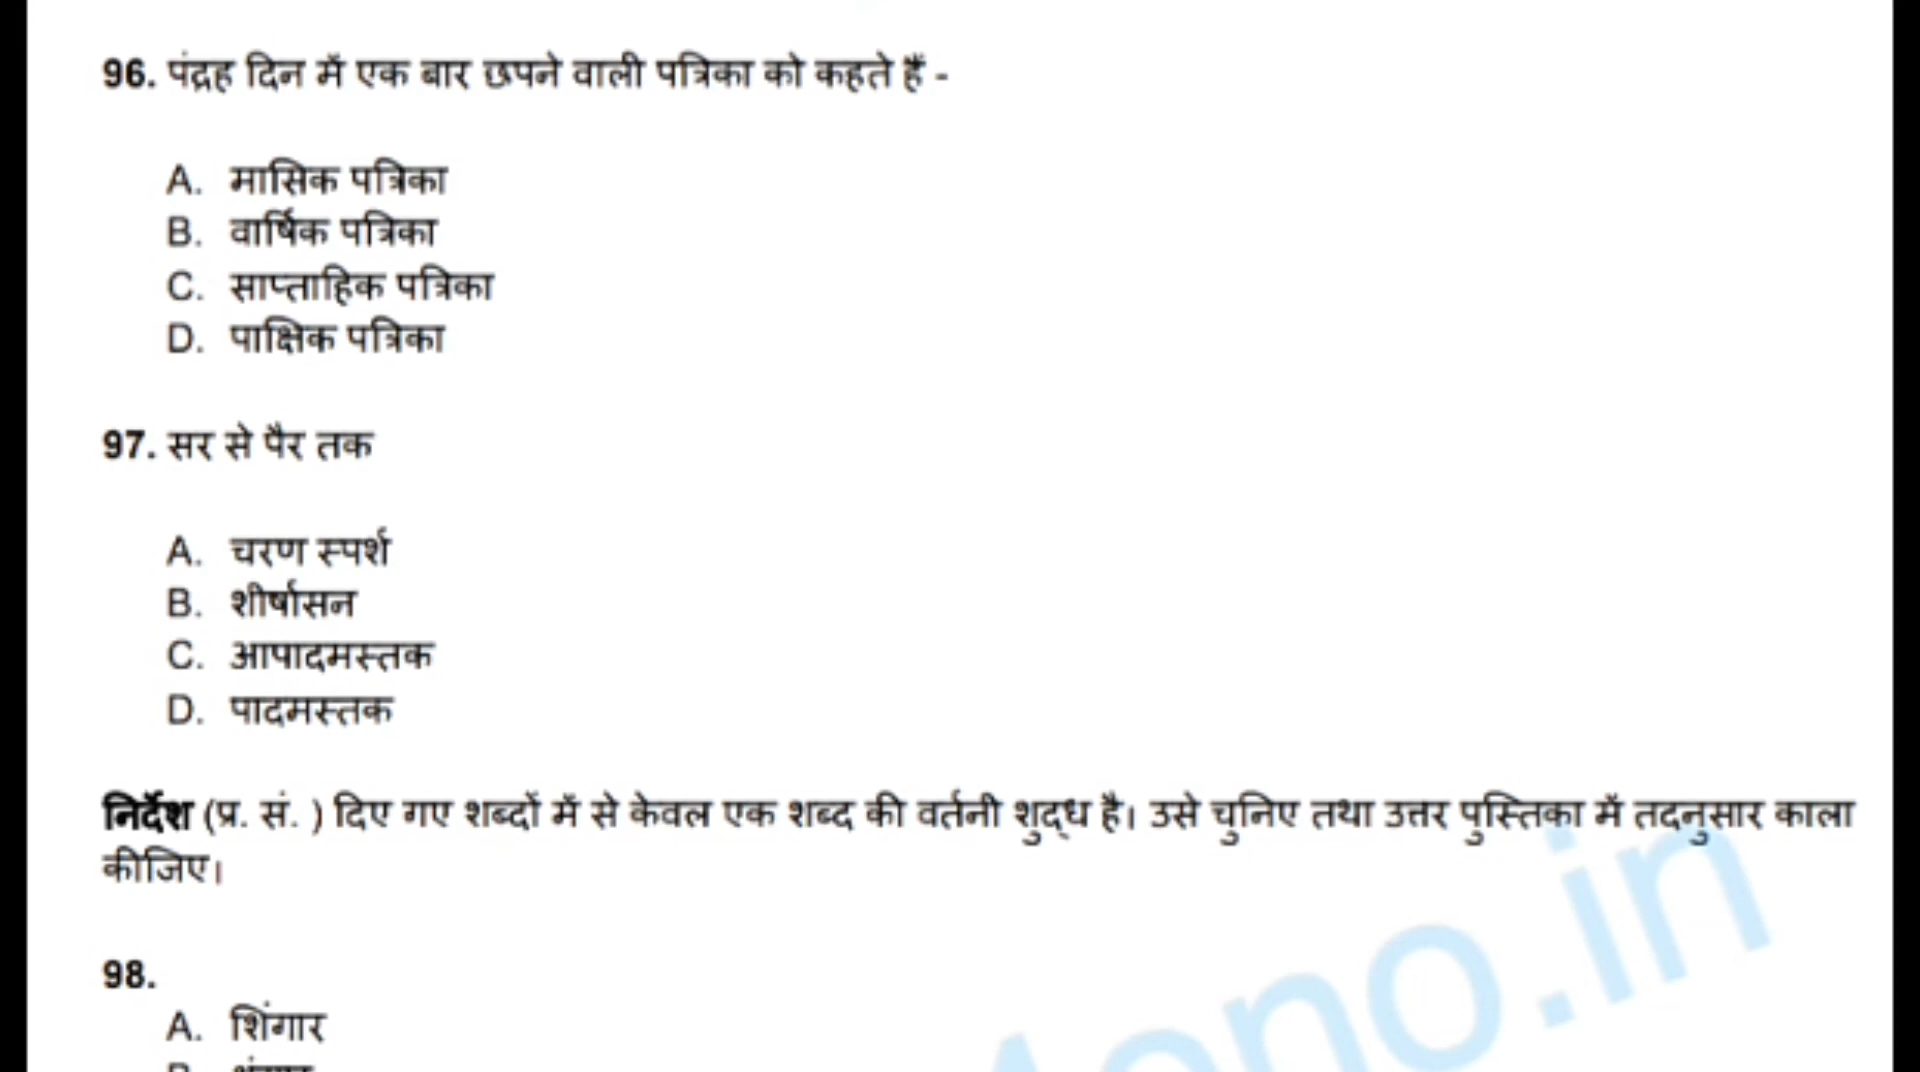 96. पंद्रह दिन में एक बार छपने वाली पत्रिका को कहते हैं -
A. मासिक पत्रिका
B. वार्षिक पत्रिका
C. साप्ताहिक पत्रिका
D. पाक्षिक पत्रिका
97. सर से पैर तक
A. चरण स्पर्श
B. शीर्षासन
C. आपादमस्तक
D. पादमस्तक
निर्देश (प्र. सं. ) दिए गए शब्दों में से केवल एक शब्द की वर्तनी शुद्ध है। उसे चुनिए तथा उत्तर पुस्तिका में तदनुसार काला
कीजिए।
98.
A. शिंगार